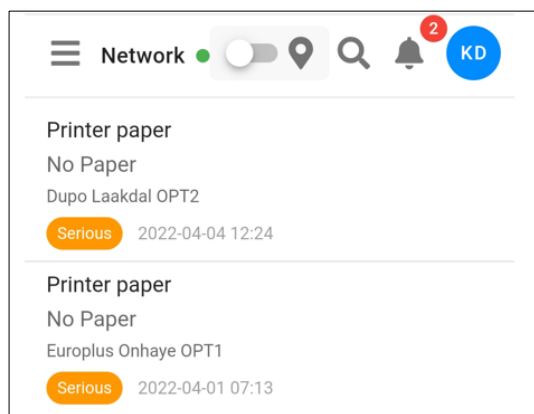 Network
2
KD
Printer paper
No Paper
Dupo Laakdal OPT2
Serious 2022-04-04 12:24
Printer paper
No Paper
Europlus Onhaye OPT1
Serious 2022-04-01 07:13